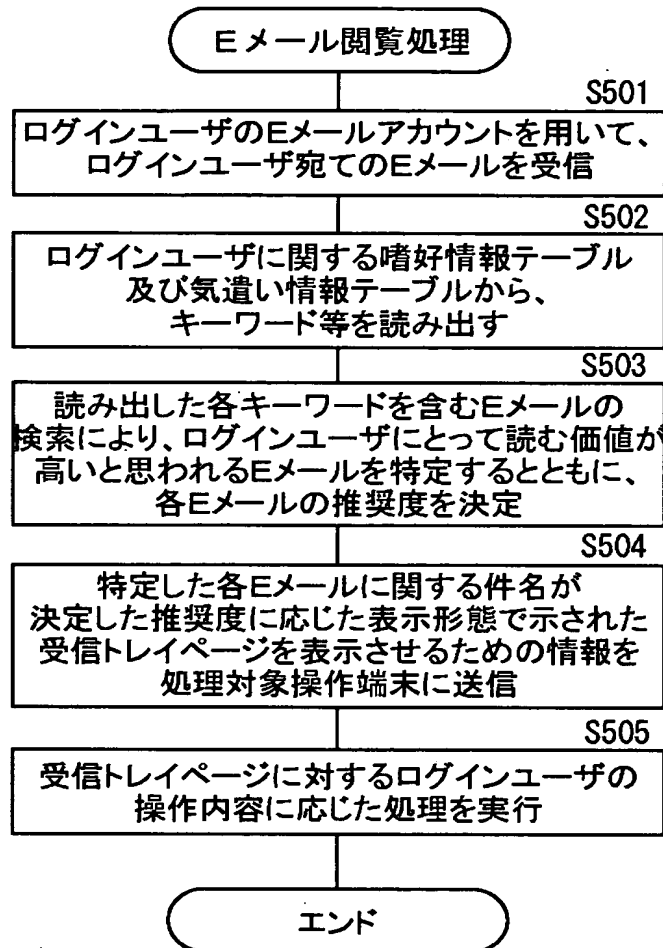 Eメール閲覧処理
S501
ログインユーザのEメールアカウントを用いて、
ログインユーザ宛てのEメールを受信
S502
ログインユーザに関する嗜好情報テーブル
及び気遣い情報テーブルから、
キーワード等を読み出す
S503
読み出した各キーワードを含むEメールの
検索により、ログインユーザにとって読む価値が
高いと思われるEメールを特定するとともに、
各Eメールの推奨度を決定
S504
特定した各Eメールに関する件名が
決定した推奨度に応じた表示形態で示された
受信トレイページを表示させるための情報を
処理対象操作端末に送信
S505
受信トレイページに対するログインユーザの
操作内容に応じた処理を実行
エンド